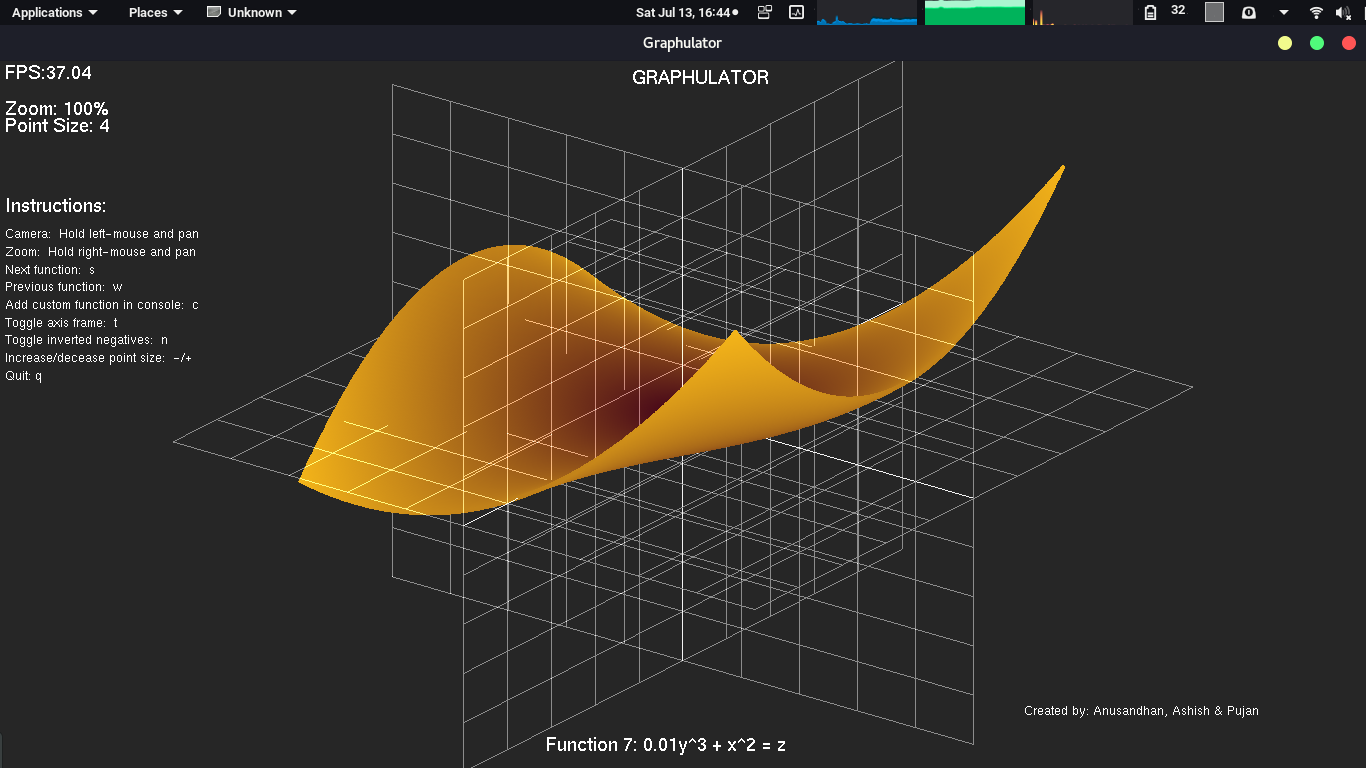 Applications Places Unknown Sat Jul 13, 16:44 32
Graphulator
FPS:37.04
GRAPHULATOR
Zoom: 100%
Point Size: 4
Instructions:
Camera: Hold left-mouse and pan
Zoom: Hold right-mouse and pan
Next function: s
Previous function: w
Add custom function in console: c
Toggle axis frame: t
Toggle inverted negatives: n
Increase/decease point size: -/+
Quit: q
Created by: Anusandhan, Ashish & Pujan
Function 7: 0.01y^3 + x^2 = z